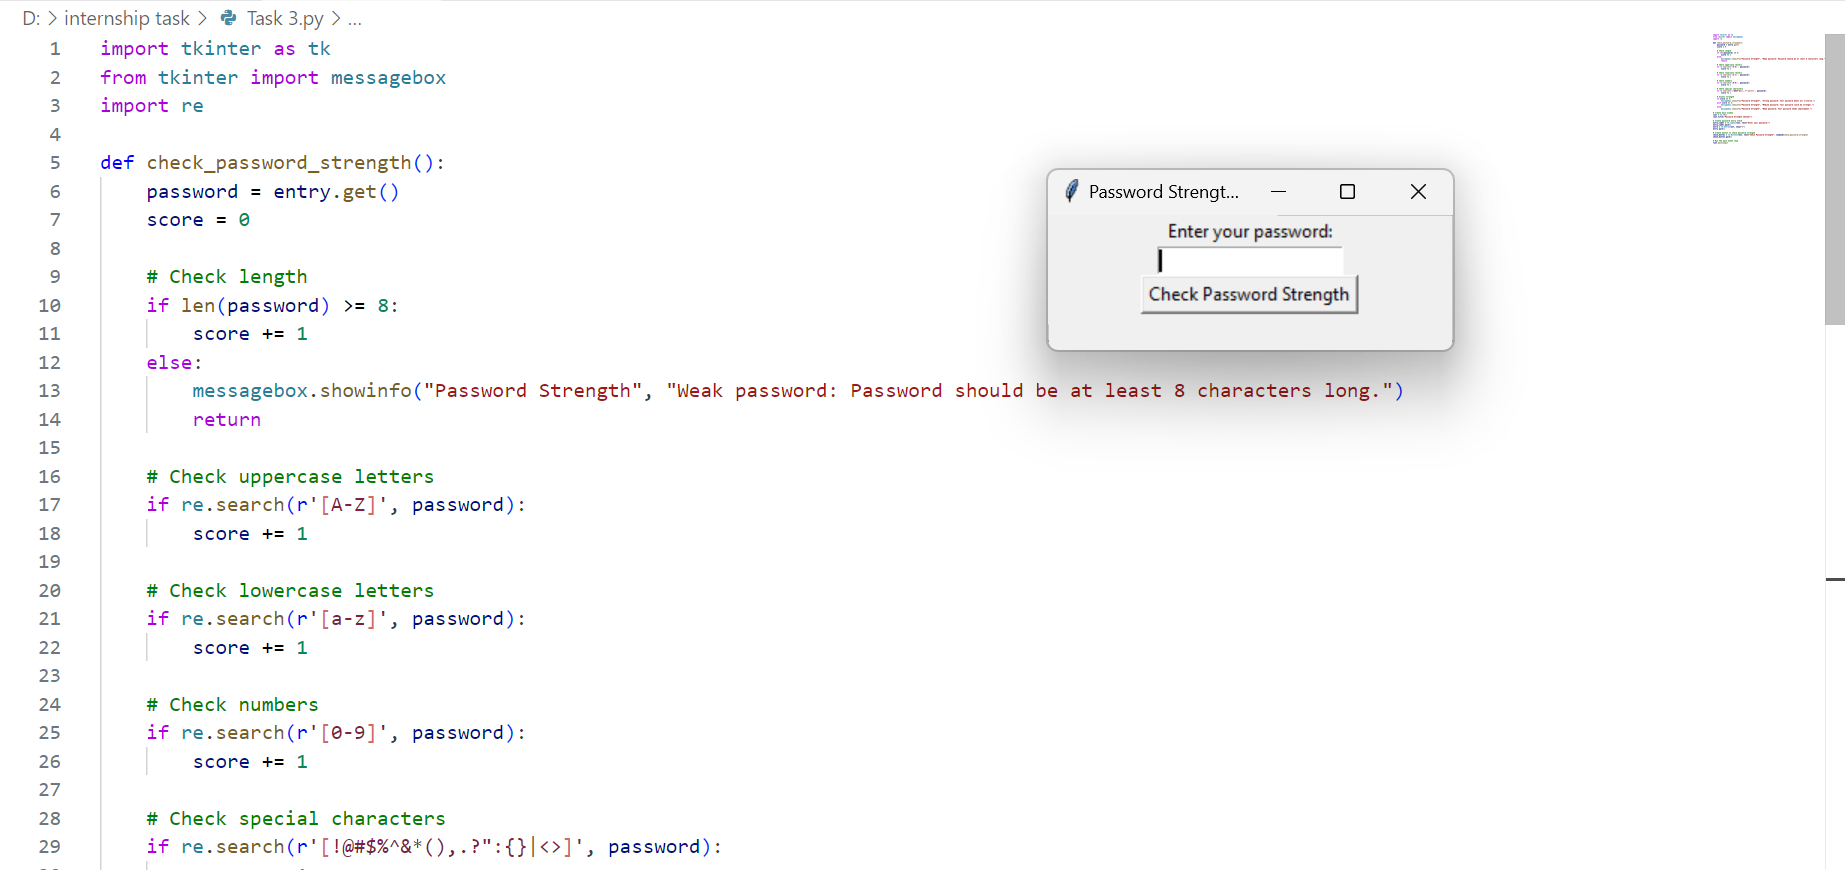 D: > internship task > Task 3.py > ...
1 import tkinter as tk
2 from tkinter import messagebox
3 import re
4
5 def check_password_strength():
6 password = entry.get()
7 score = 0
8
9 # Check length
10 if len(password) >= 8:
11 score += 1
12 else:
13 messagebox.showinfo("Password Strength", "Weak password: Password should be at least 8 characters long.")
14 return
15
16 # Check uppercase letters
17 if re.search(r'[A-Z]', password):
18 score += 1
19
20 # Check lowercase letters
21 if re.search(r'[a-z]', password):
22 score += 1
23
24 # Check numbers
25 if re.search(r'[0-9]', password):
26 score += 1
27
28 # Check special characters
29 if re.search(r'[!@#$%^&*(),.?":{}|<>]', password):
Password Strengt...
Enter your password:
Check Password Strength